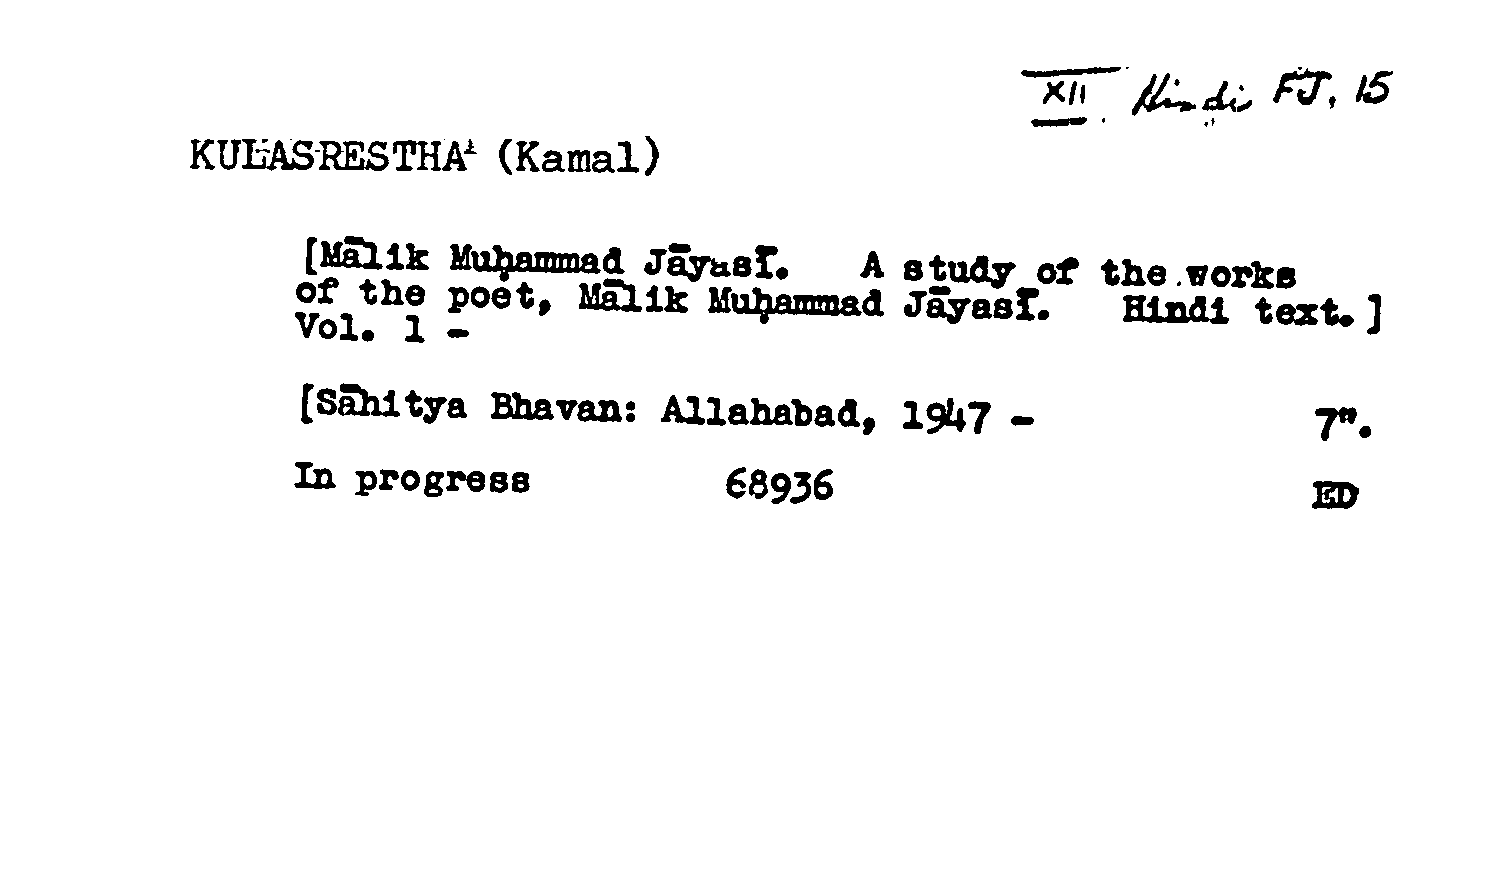 XII Hindi FJ. 15
KULASRESTHA (Kamal)
[Mālik Muḥammad Jāyasī. A study of the works
of the poet, Mālik Muḥammad Jāyasī. Hindi text.]
Vol. 1 -
[Sāhitya Bhavan: Allahabad, 1947 - 7".
In progress 68936 ED